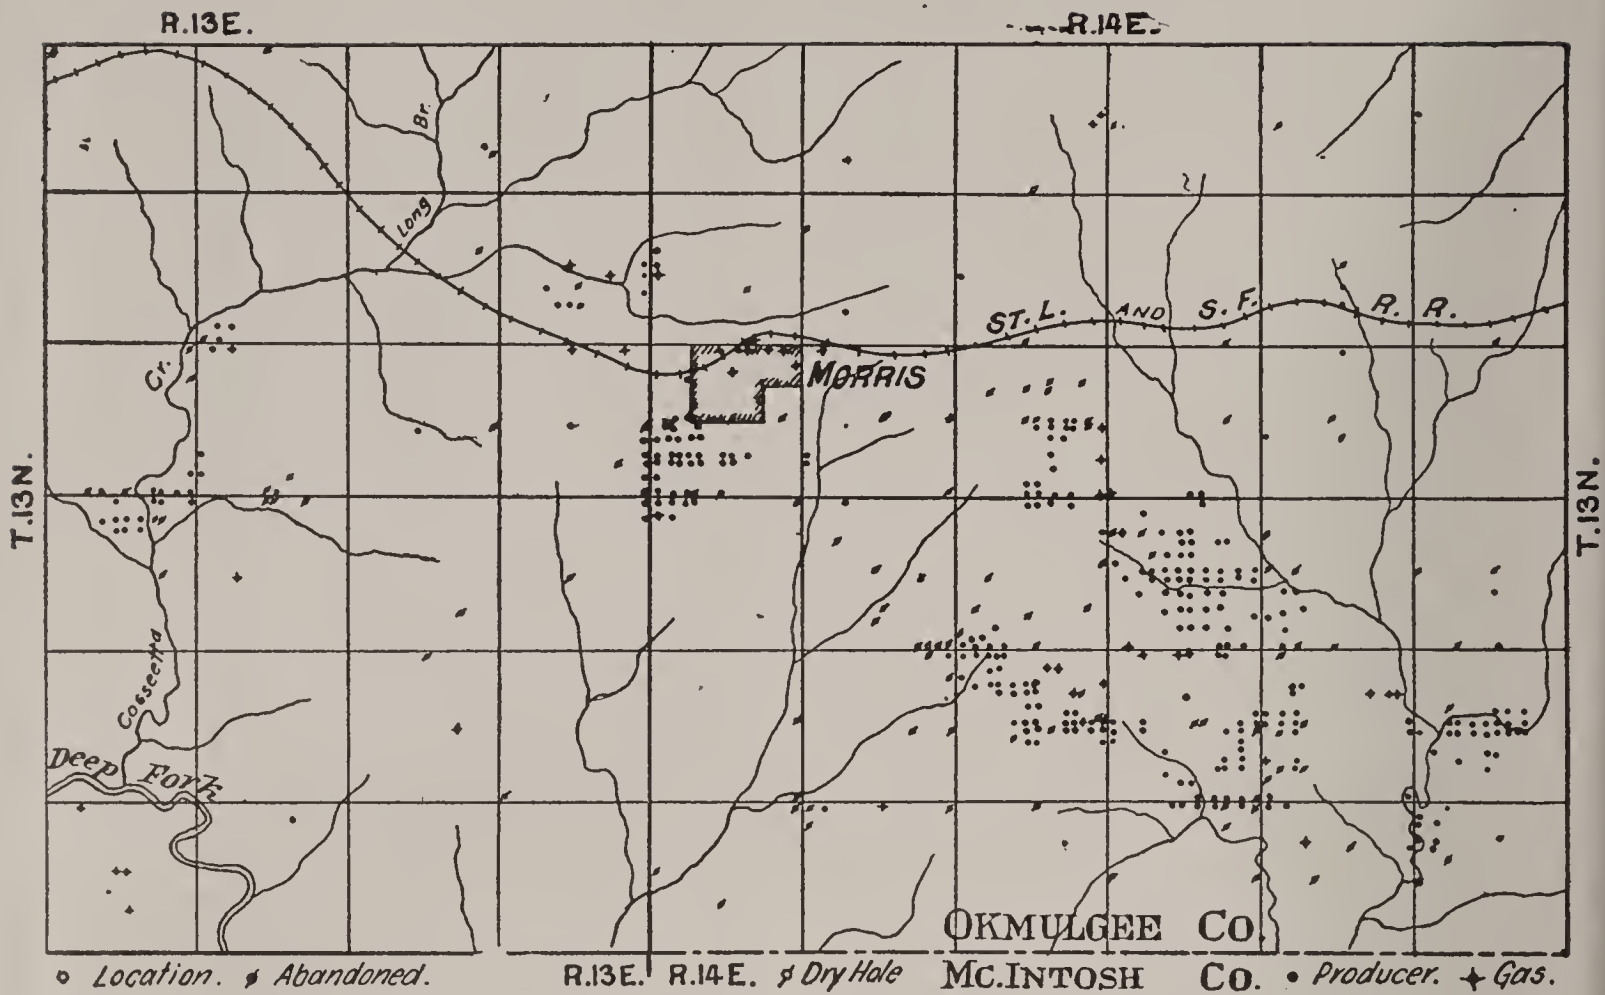 R.13E. R.14E.
Br.
Long
ST. L. AND S. F. R. R.
Cr.
MORRIS
T.13N. T.13N.
Cosseetta
Deep Fork
OKMULGEE Co.
Location. Abandoned. R.13E. R.14E. Dry Hole MC.INTOSH Co. Producer. Gas.